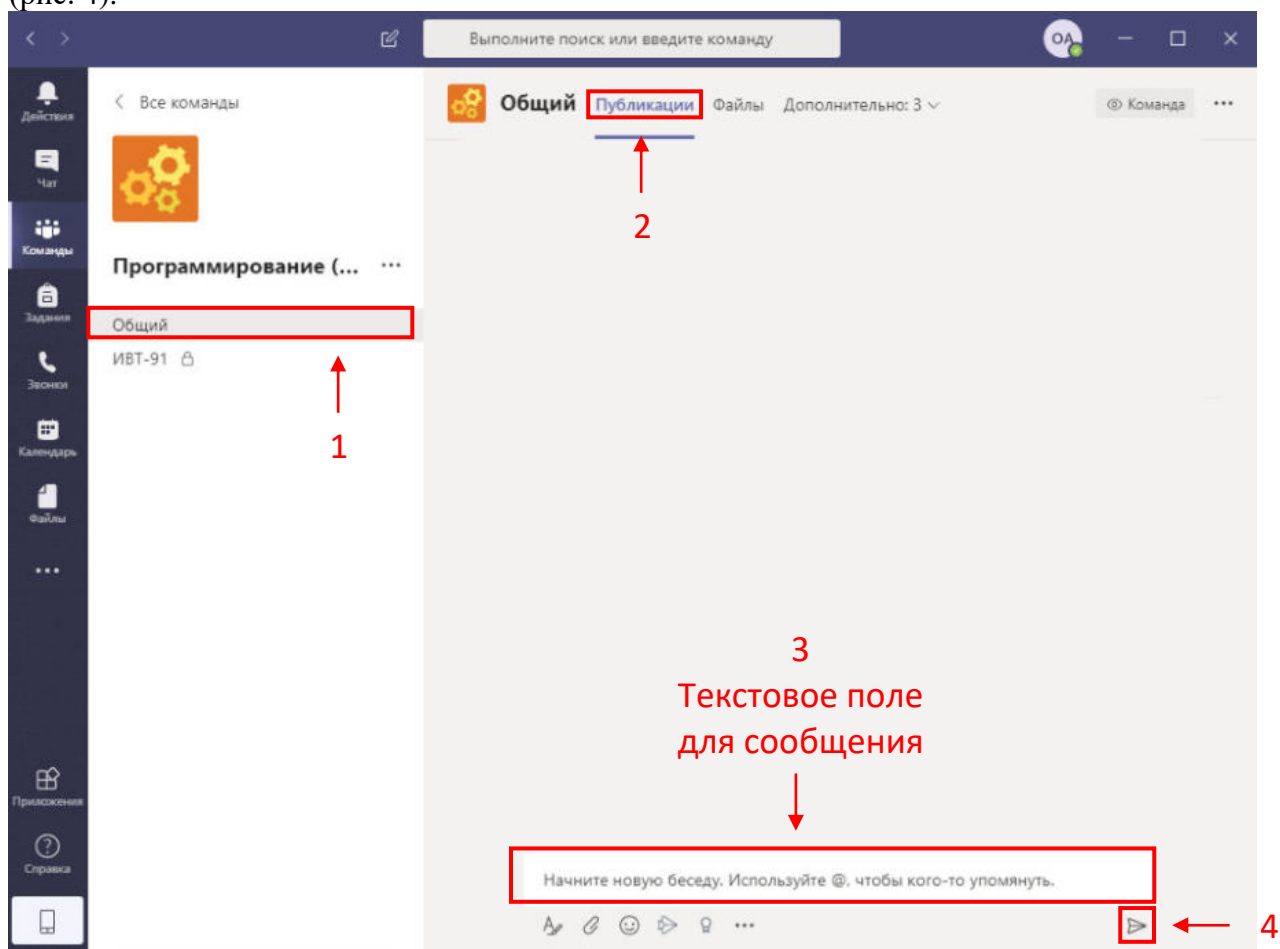 (рис. 4).
Выполните поиск или введите команду
ОА
Действия
Чат
Команды
Задания
Звонки
Календарь
Файлы
Приложения
Справка
Все команды
Программирование (...
Общий
ИВТ-91
1
Общий Публикации Файлы Дополнительно: 3
Команда
2
3
Текстовое поле
для сообщения
Начните новую беседу. Используйте @, чтобы кого-то упомянуть.
4